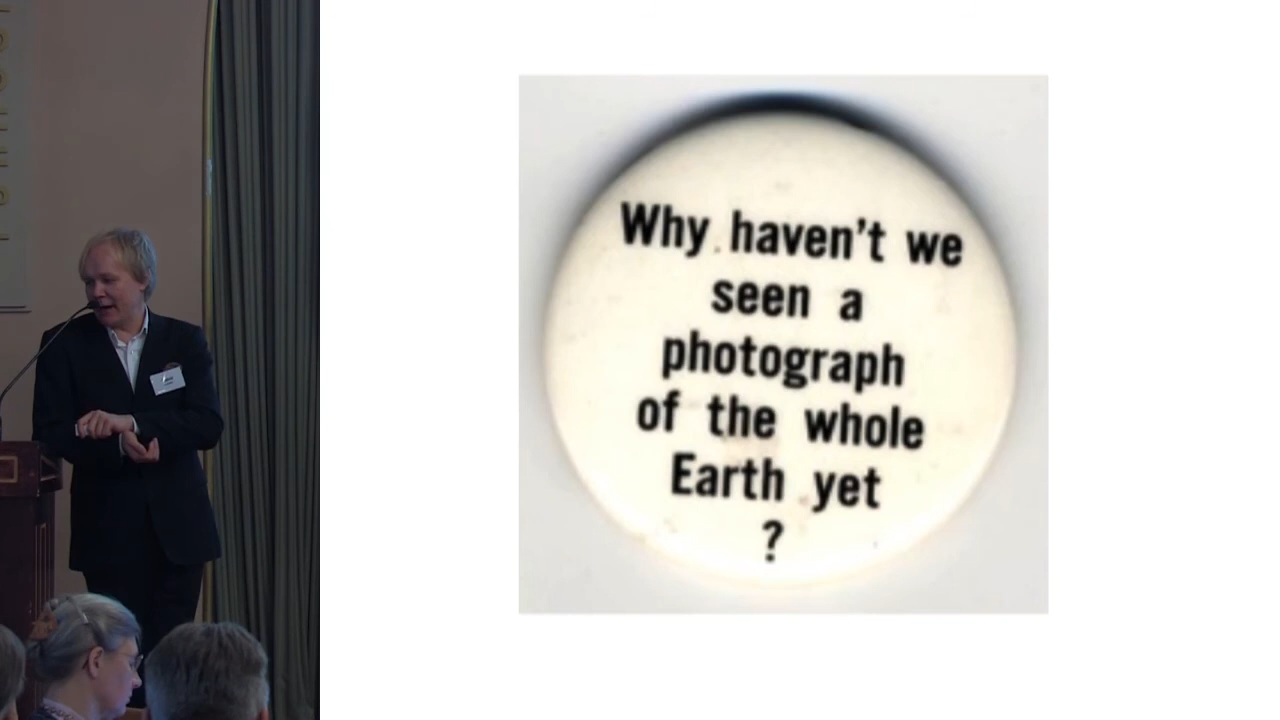 Why haven't we
seen a
photograph
of the whole
Earth yet
?